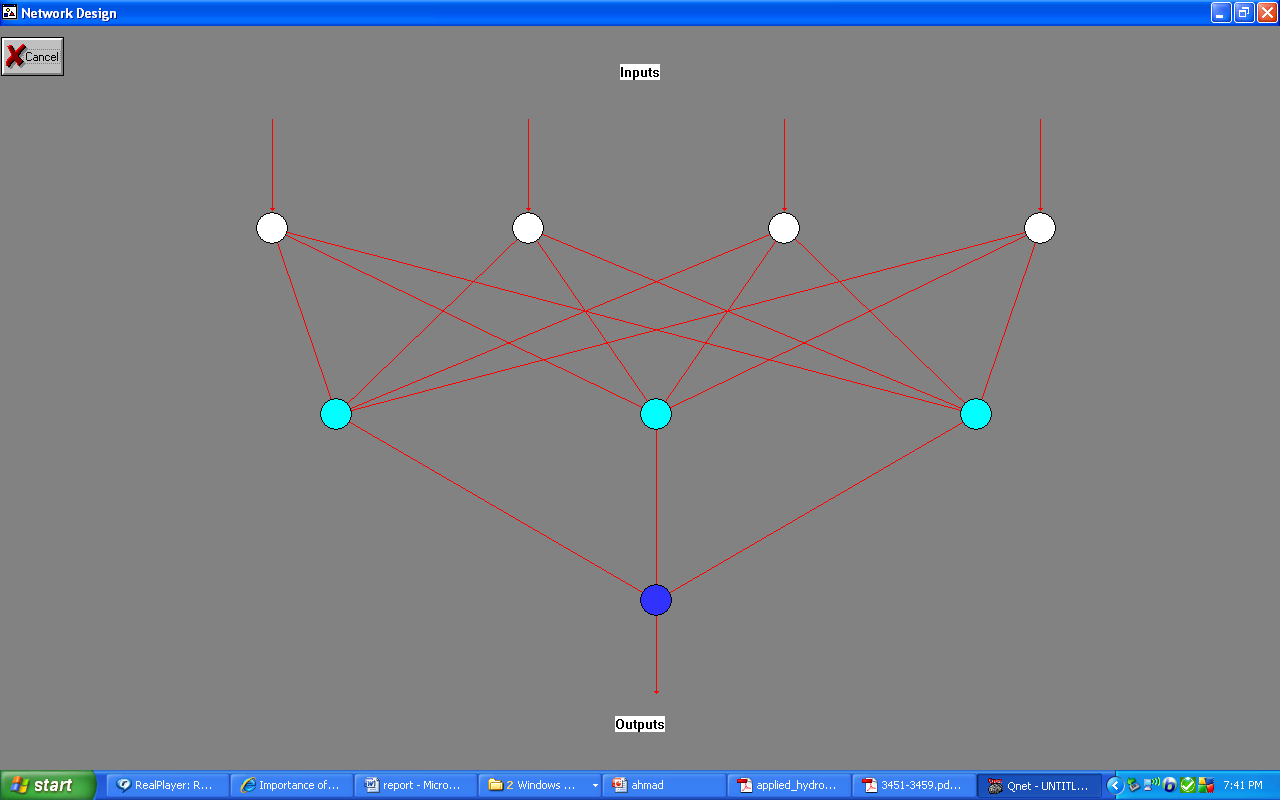 Network Design
Cancel
Inputs
Outputs
start
RealPlayer: R...
Importance of...
report - Micro...
2 Windows ...
ahmad
applied_hydro...
3451-3459.pd...
Qnet - UNTITL...
7:41 PM